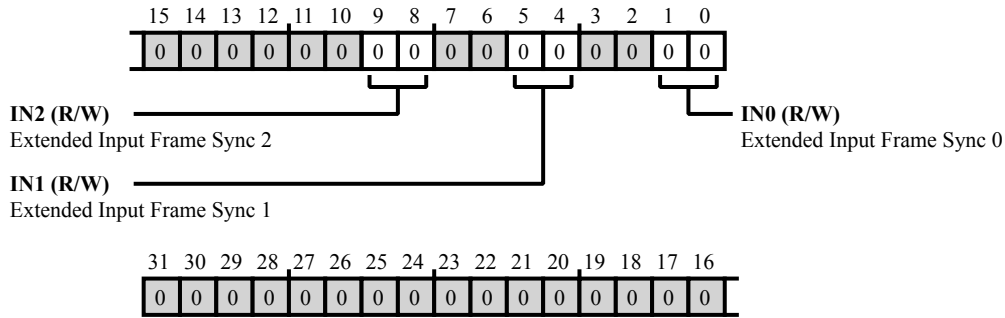 15 14 13 12 11 10 9 8 7 6 5 4 3 2 1 0
0 0 0 0 0 0 0 0 0 0 0 0 0 0 0 0
IN2 (R/W)
Extended Input Frame Sync 2
IN0 (R/W)
Extended Input Frame Sync 0
IN1 (R/W)
Extended Input Frame Sync 1
31 30 29 28 27 26 25 24 23 22 21 20 19 18 17 16
0 0 0 0 0 0 0 0 0 0 0 0 0 0 0 0